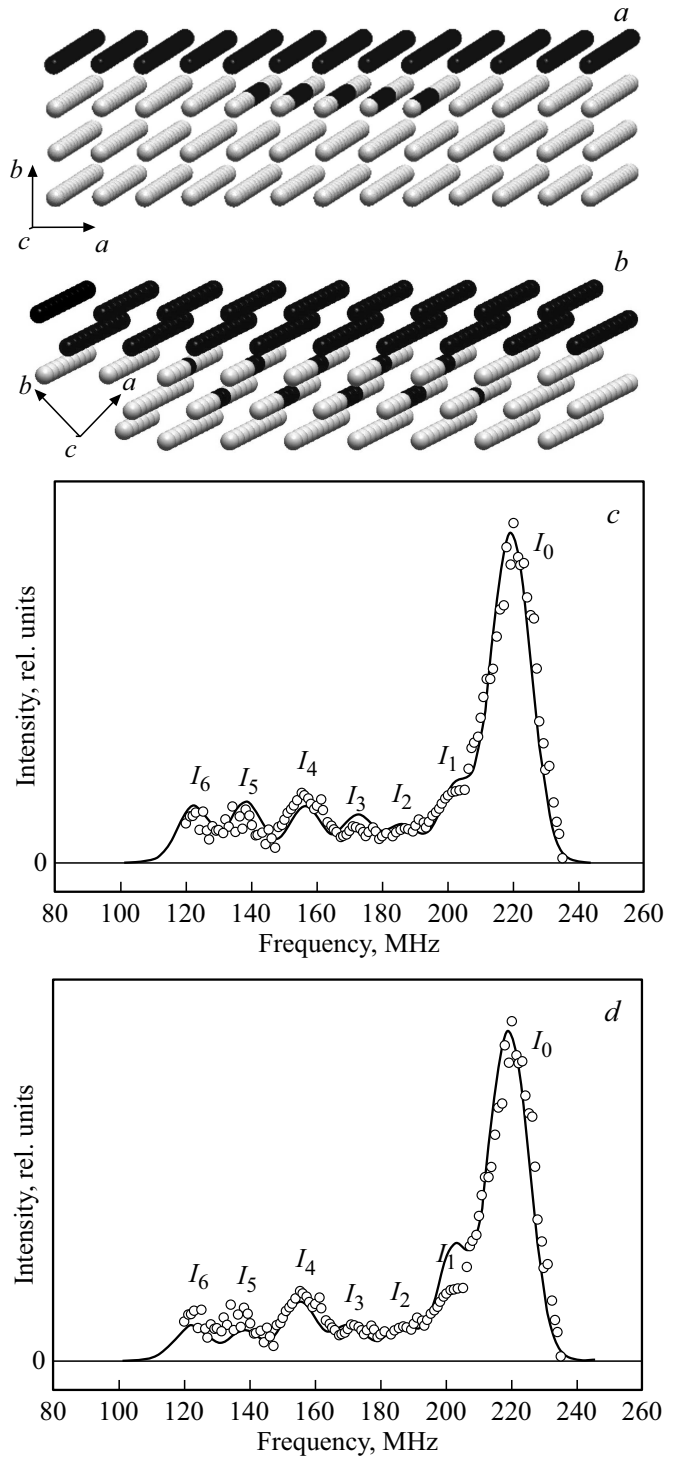 a
b
c
a
b
b
a
c
c
I0
I1
I2
I3
I4
I5
I6
Intensity, rel. units
0
80 100 120 140 160 180 200 220 240 260
Frequency, MHz
d
I0
I1
I2
I3
I4
I5
I6
Intensity, rel. units
0
80 100 120 140 160 180 200 220 240 260
Frequency, MHz